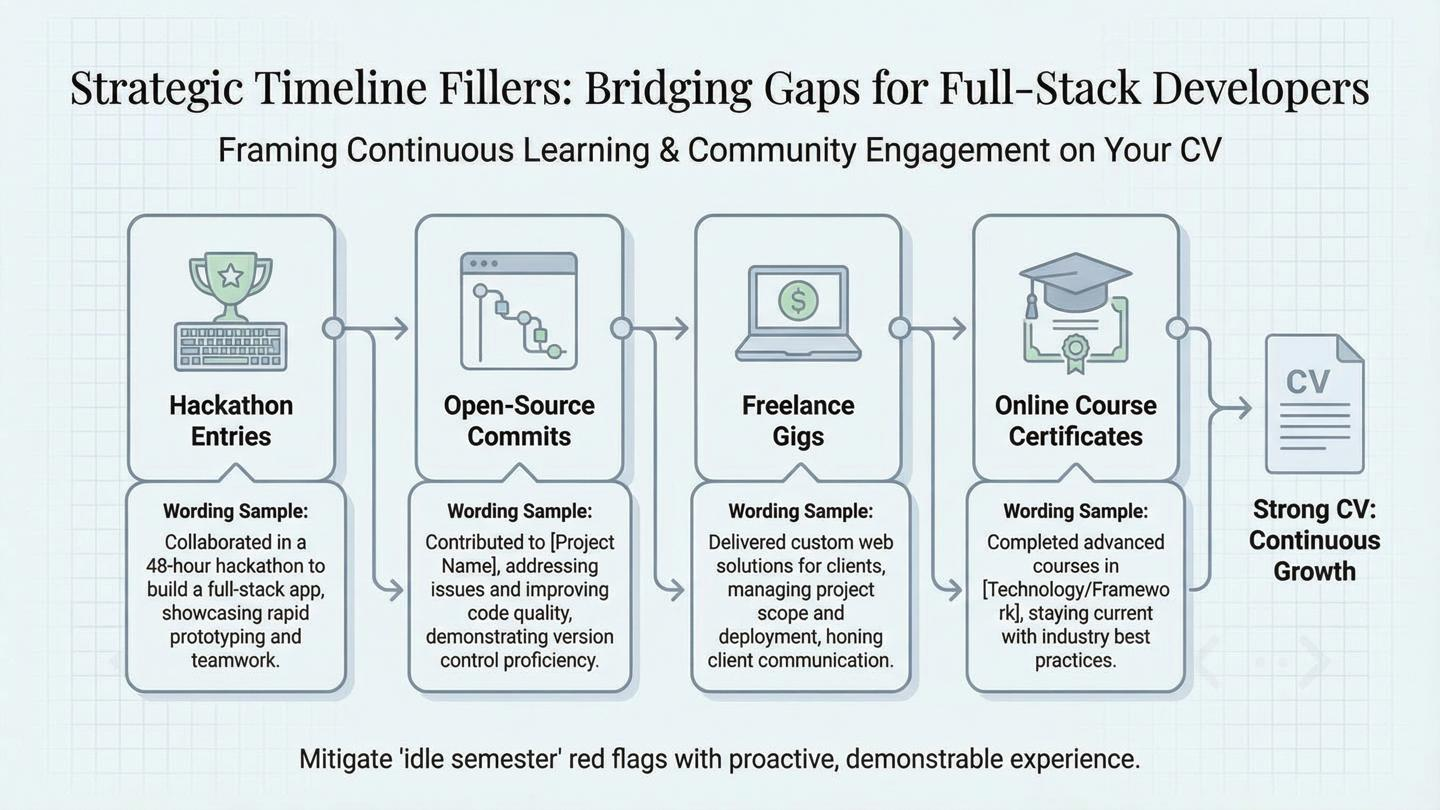 Strategic Timeline Fillers: Bridging Gaps for Full-Stack Developers
Framing Continuous Learning & Community Engagement on Your CV
Hackathon
Entries
Wording Sample:
Collaborated in a
48-hour hackathon to
build a full-stack app,
showcasing rapid
prototyping and
teamwork.
Open-Source
Commits
Wording Sample:
Contributed to [Project
Name], addressing
issues and improving
code quality,
demonstrating version
control proficiency.
$
Freelance
Gigs
Wording Sample:
Delivered custom web
solutions for clients,
managing project
scope and
deployment, honing
client communication.
Online Course
Certificates
Wording Sample:
Completed advanced
courses in
[Technology/Framewo
rk], staying current
with industry best
practices.
CV
Strong CV:
Continuous
Growth
Mitigate 'idle semester' red flags with proactive, demonstrable experience.